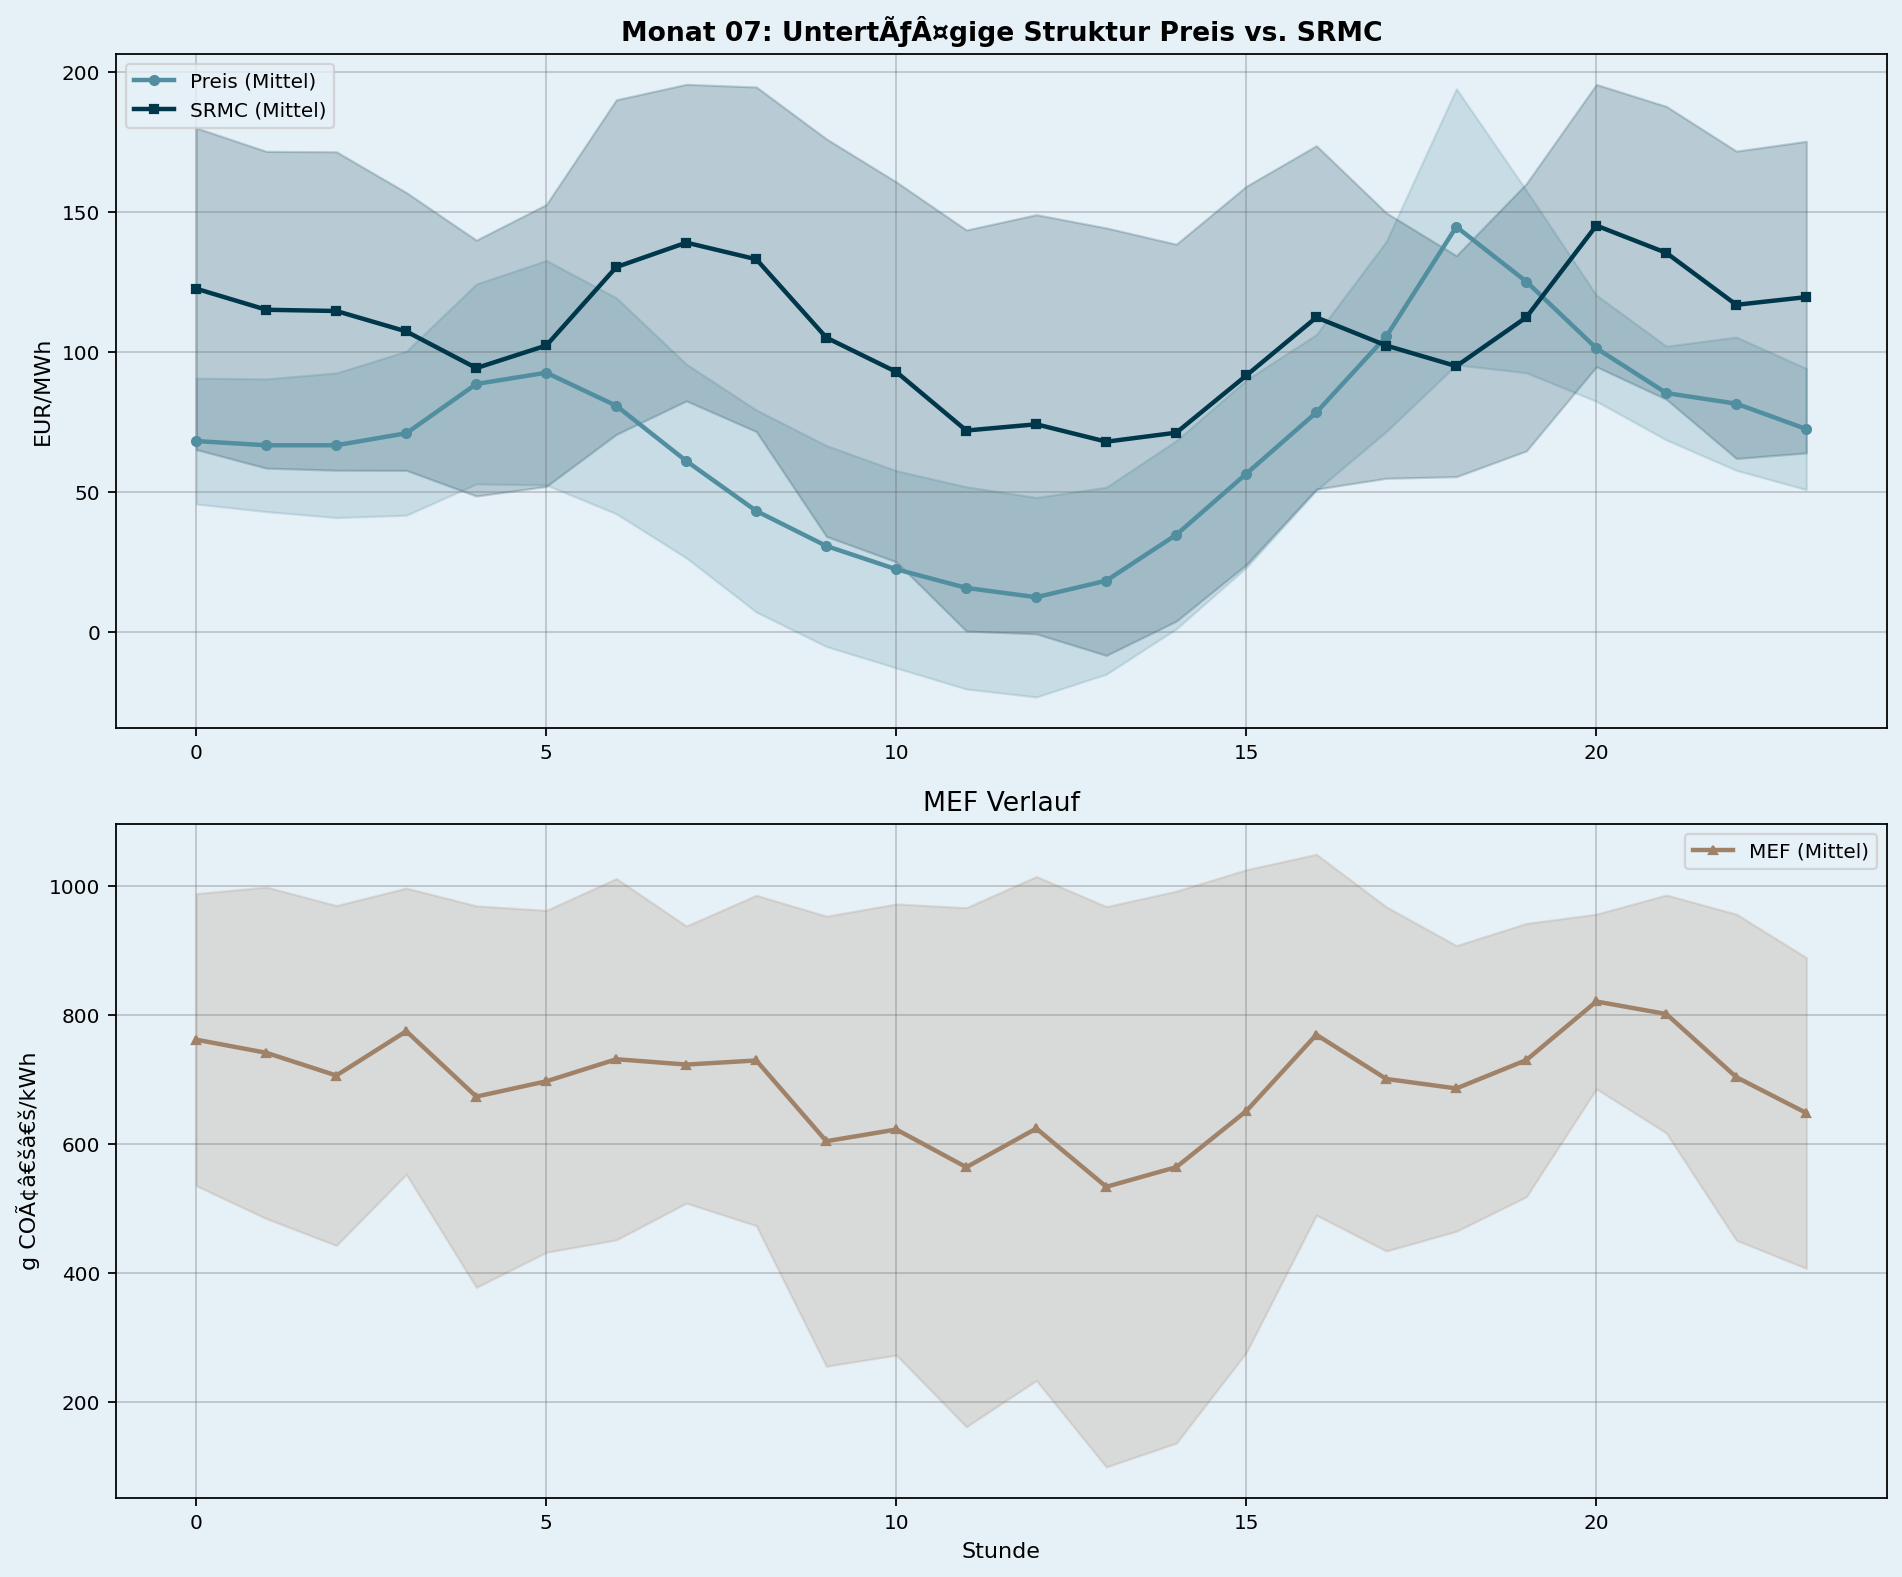 Monat 07: UntertÃƒÂ¤gige Struktur Preis vs. SRMC
Preis (Mittel)
SRMC (Mittel)
EUR/MWh
200
150
100
50
0
0 5 10 15 20
MEF Verlauf
MEF (Mittel)
g COÃ¢â€šâ€š/kWh
1000
800
600
400
200
0 5 10 15 20
Stunde